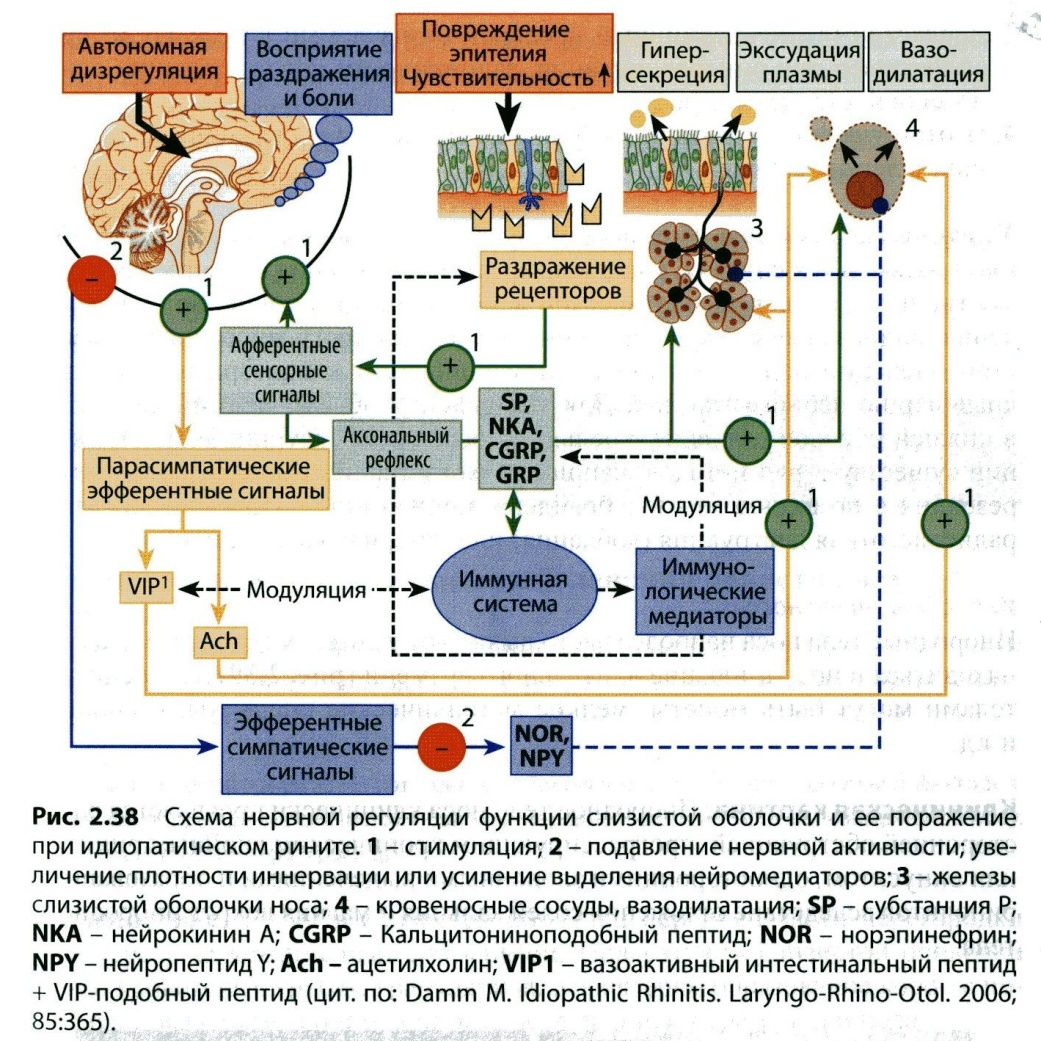 Автономная
дизрегуляция
Восприятие
раздражения
и боли
Повреждение
эпителия
Чувствительность
Гипер-
секреция
Экссудация
плазмы
Вазо-
дилатация
4
2
–
1
+
1
+
3
Раздражение
рецепторов
Афферентные
сенсорные
сигналы
1
+
SP,
NKA,
CGRP,
GRP
Аксональный
рефлекс
1
+
Парасимпатические
эфферентные сигналы
Модуляция
1
+
1
+
VIP¹
Модуляция
Иммунная
система
Иммуно-
логические
медиаторы
Ach
Эфферентные
симпатические
сигналы
2
–
NOR,
NPY
Рис. 2.38 Схема нервной регуляции функции слизистой оболочки и ее поражение
при идиопатическом рините. 1 – стимуляция; 2 – подавление нервной активности; уве-
личение плотности иннервации или усиление выделения нейромедиаторов; 3 – железы
слизистой оболочки носа; 4 – кровеносные сосуды, вазодилатация; SP – субстанция P;
NKA – нейрокинин А; CGRP – Кальцитониноподобный пептид; NOR – норэпинефрин;
NPY – нейропептид Y; Ach – ацетилхолин; VIP1 – вазоактивный интестинальный пептид
+ VIP-подобный пептид (цит. по: Damm M. Idiopathic Rhinitis. Laryngo-Rhino-Otol. 2006;
85:365).